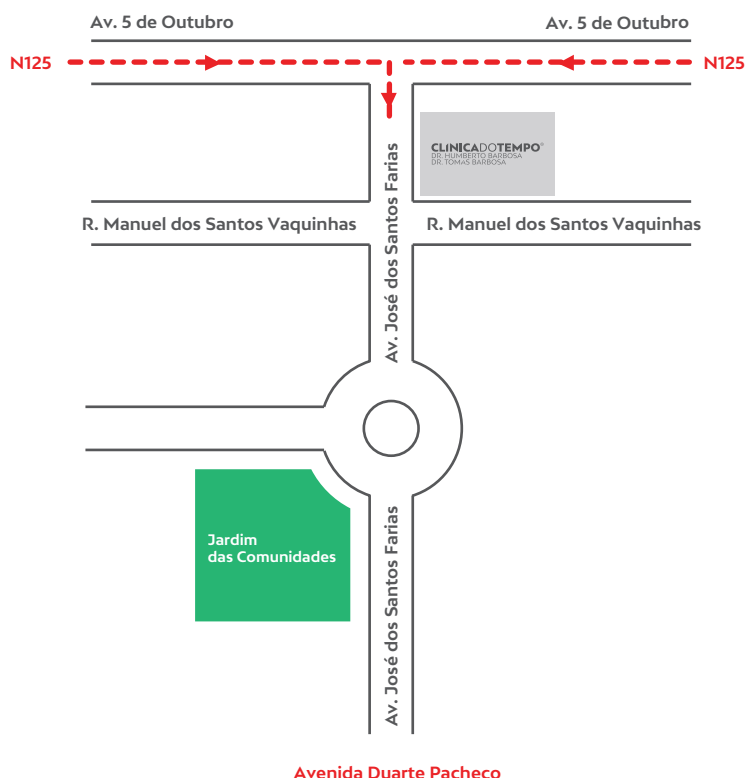 Av. 5 de Outubro
Av. 5 de Outubro
N125
N125
CLINICADOTEMPO®
DR. HUMBERTO BARBOSA
DR. TOMÁS BARBOSA
Av. José dos Santos Farias
R. Manuel dos Santos Vaquinhas
R. Manuel dos Santos Vaquinhas
Jardim
das Comunidades
Av. José dos Santos Farias
Avenida Duarte Pacheco